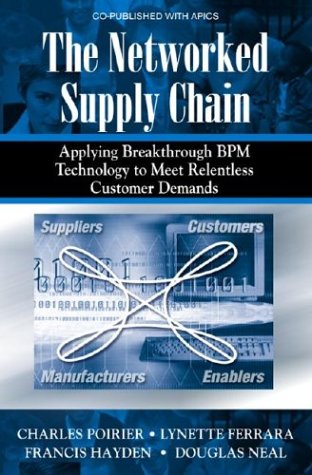 CO-PUBLISHED WITH APICS
The Networked
Supply Chain
Applying Breakthrough BPM
Technology to Meet Relentless
Customer Demands
Suppliers Customers
Manufacturers Enablers
CHARLES POIRIER • LYNETTE FERRARA
FRANCIS HAYDEN • DOUGLAS NEAL